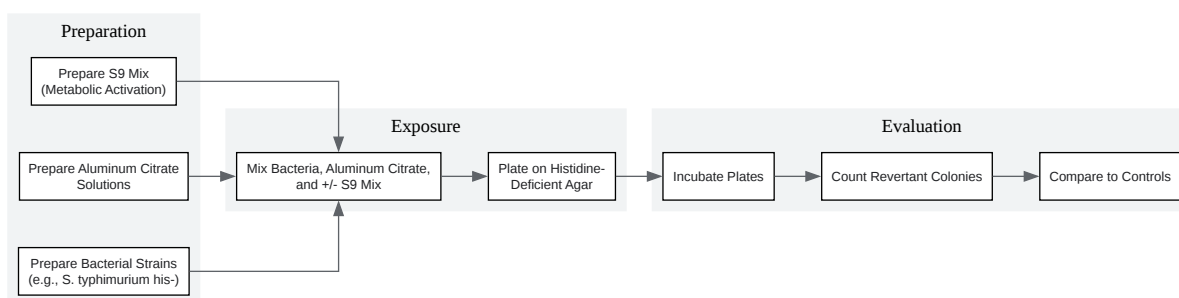 Preparation
Prepare S9 Mix
(Metabolic Activation)
Prepare Aluminum Citrate
Solutions
Prepare Bacterial Strains
(e.g., S. typhimurium his-)
Exposure
Mix Bacteria, Aluminum Citrate,
and +/- S9 Mix
Plate on Histidine-
Deficient Agar
Evaluation
Incubate Plates
Count Revertant Colonies
Compare to Controls